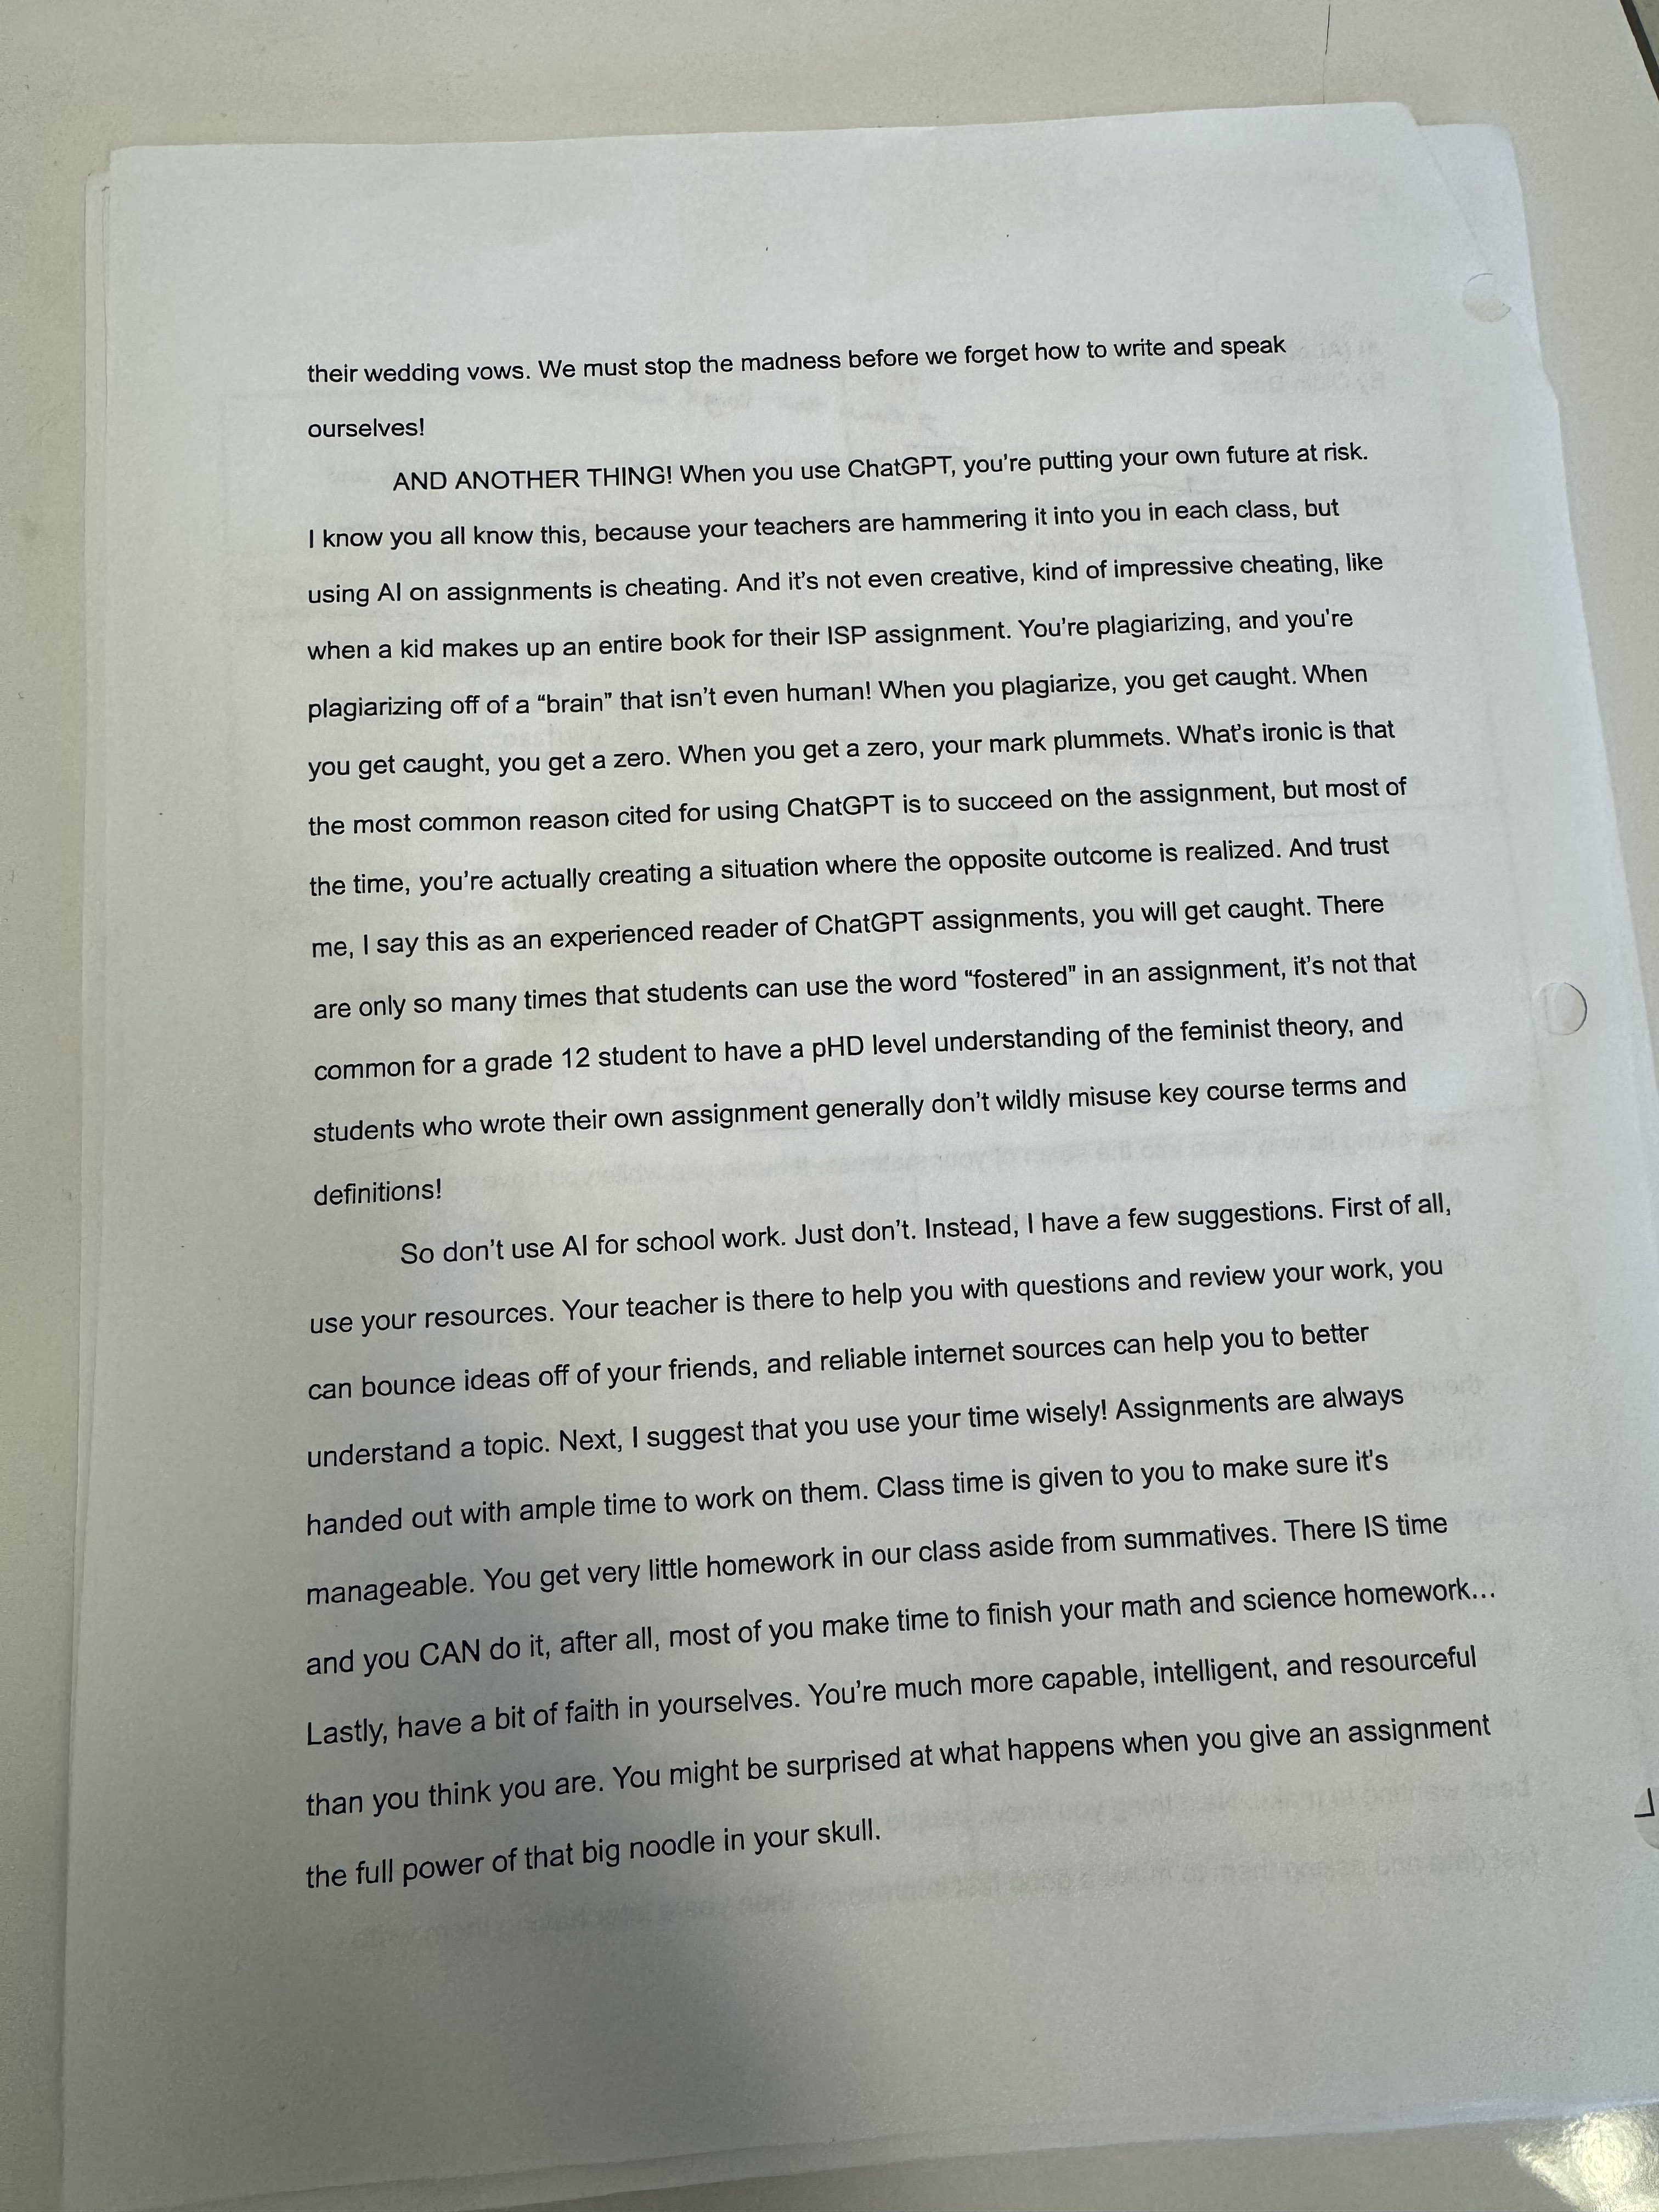 their wedding vows. We must stop the madness before we forget how to write and speak
ourselves!
AND ANOTHER THING! When you use ChatGPT, you're putting your own future at risk.
I know you all know this, because your teachers are hammering it into you in each class, but
using AI on assignments is cheating. And it's not even creative, kind of impressive cheating, like
when a kid makes up an entire book for their ISP assignment. You're plagiarizing, and you're
plagiarizing off of a “brain” that isn't even human! When you plagiarize, you get caught. When
you get caught, you get a zero. When you get a zero, your mark plummets. What's ironic is that
the most common reason cited for using ChatGPT is to succeed on the assignment, but most of
the time, you're actually creating a situation where the opposite outcome is realized. And trust
me, I say this as an experienced reader of ChatGPT assignments, you will get caught. There
are only so many times that students can use the word “fostered” in an assignment, it's not that
common for a grade 12 student to have a pHD level understanding of the feminist theory, and
students who wrote their own assignment generally don't wildly misuse key course terms and
definitions!
So don't use AI for school work. Just don't. Instead, I have a few suggestions. First of all,
use your resources. Your teacher is there to help you with questions and review your work, you
can bounce ideas off of your friends, and reliable internet sources can help you to better
understand a topic. Next, I suggest that you use your time wisely! Assignments are always
handed out with ample time to work on them. Class time is given to you to make sure it's
manageable. You get very little homework in our class aside from summatives. There IS time
and you CAN do it, after all, most of you make time to finish your math and science homework...
Lastly, have a bit of faith in yourselves. You're much more capable, intelligent, and resourceful
than you think you are. You might be surprised at what happens when you give an assignment
the full power of that big noodle in your skull.